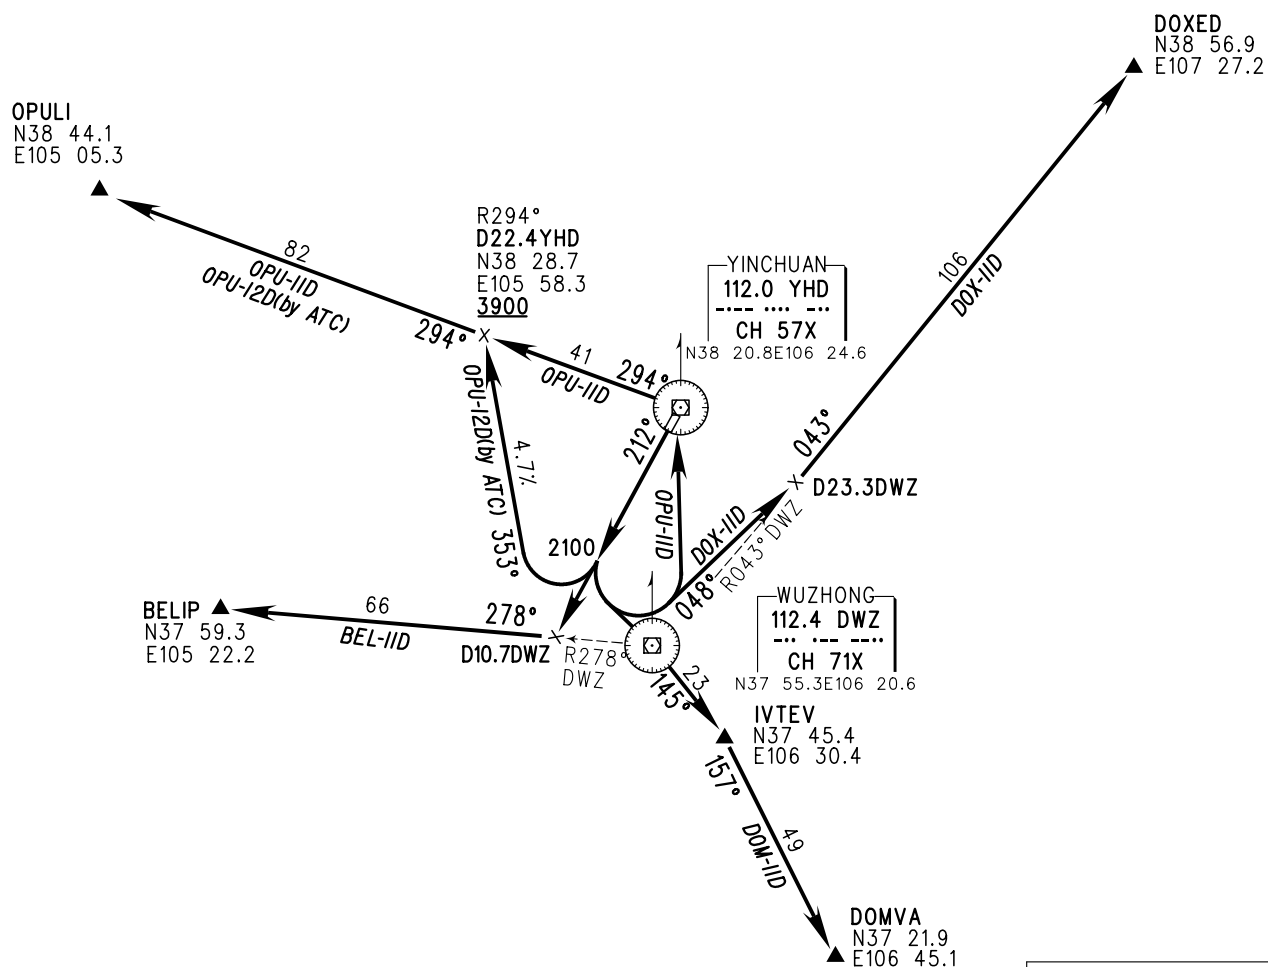 DOXED
N38 56.9
E107 27.2
OPULI
N38 44.1
E105 05.3
82
OPU-11D
OPU-12D(by ATC)
R294°
D22.4YHD
N38 28.7
E105 58.3
3900
294°
YINCHUAN
112.0 YHD
CH 57X
N38 20.8E106 24.6
106
DOX-11D
41
OPU-11D
294°
212°
OPU-12D(by ATC)
4.7%
353°
OPU-11D
043°
D23.3DWZ
DOX-11D
R043° DWZ
048°
2100
BELIP
N37 59.3
E105 22.2
66
BEL-11D
278°
D10.7DWZ
R278°
DWZ
WUZHONG
112.4 DWZ
CH 71X
N37 55.3E106 20.6
23
145°
IVTEV
N37 45.4
E106 30.4
157°
49
DOM-11D
DOMVA
N37 21.9
E106 45.1